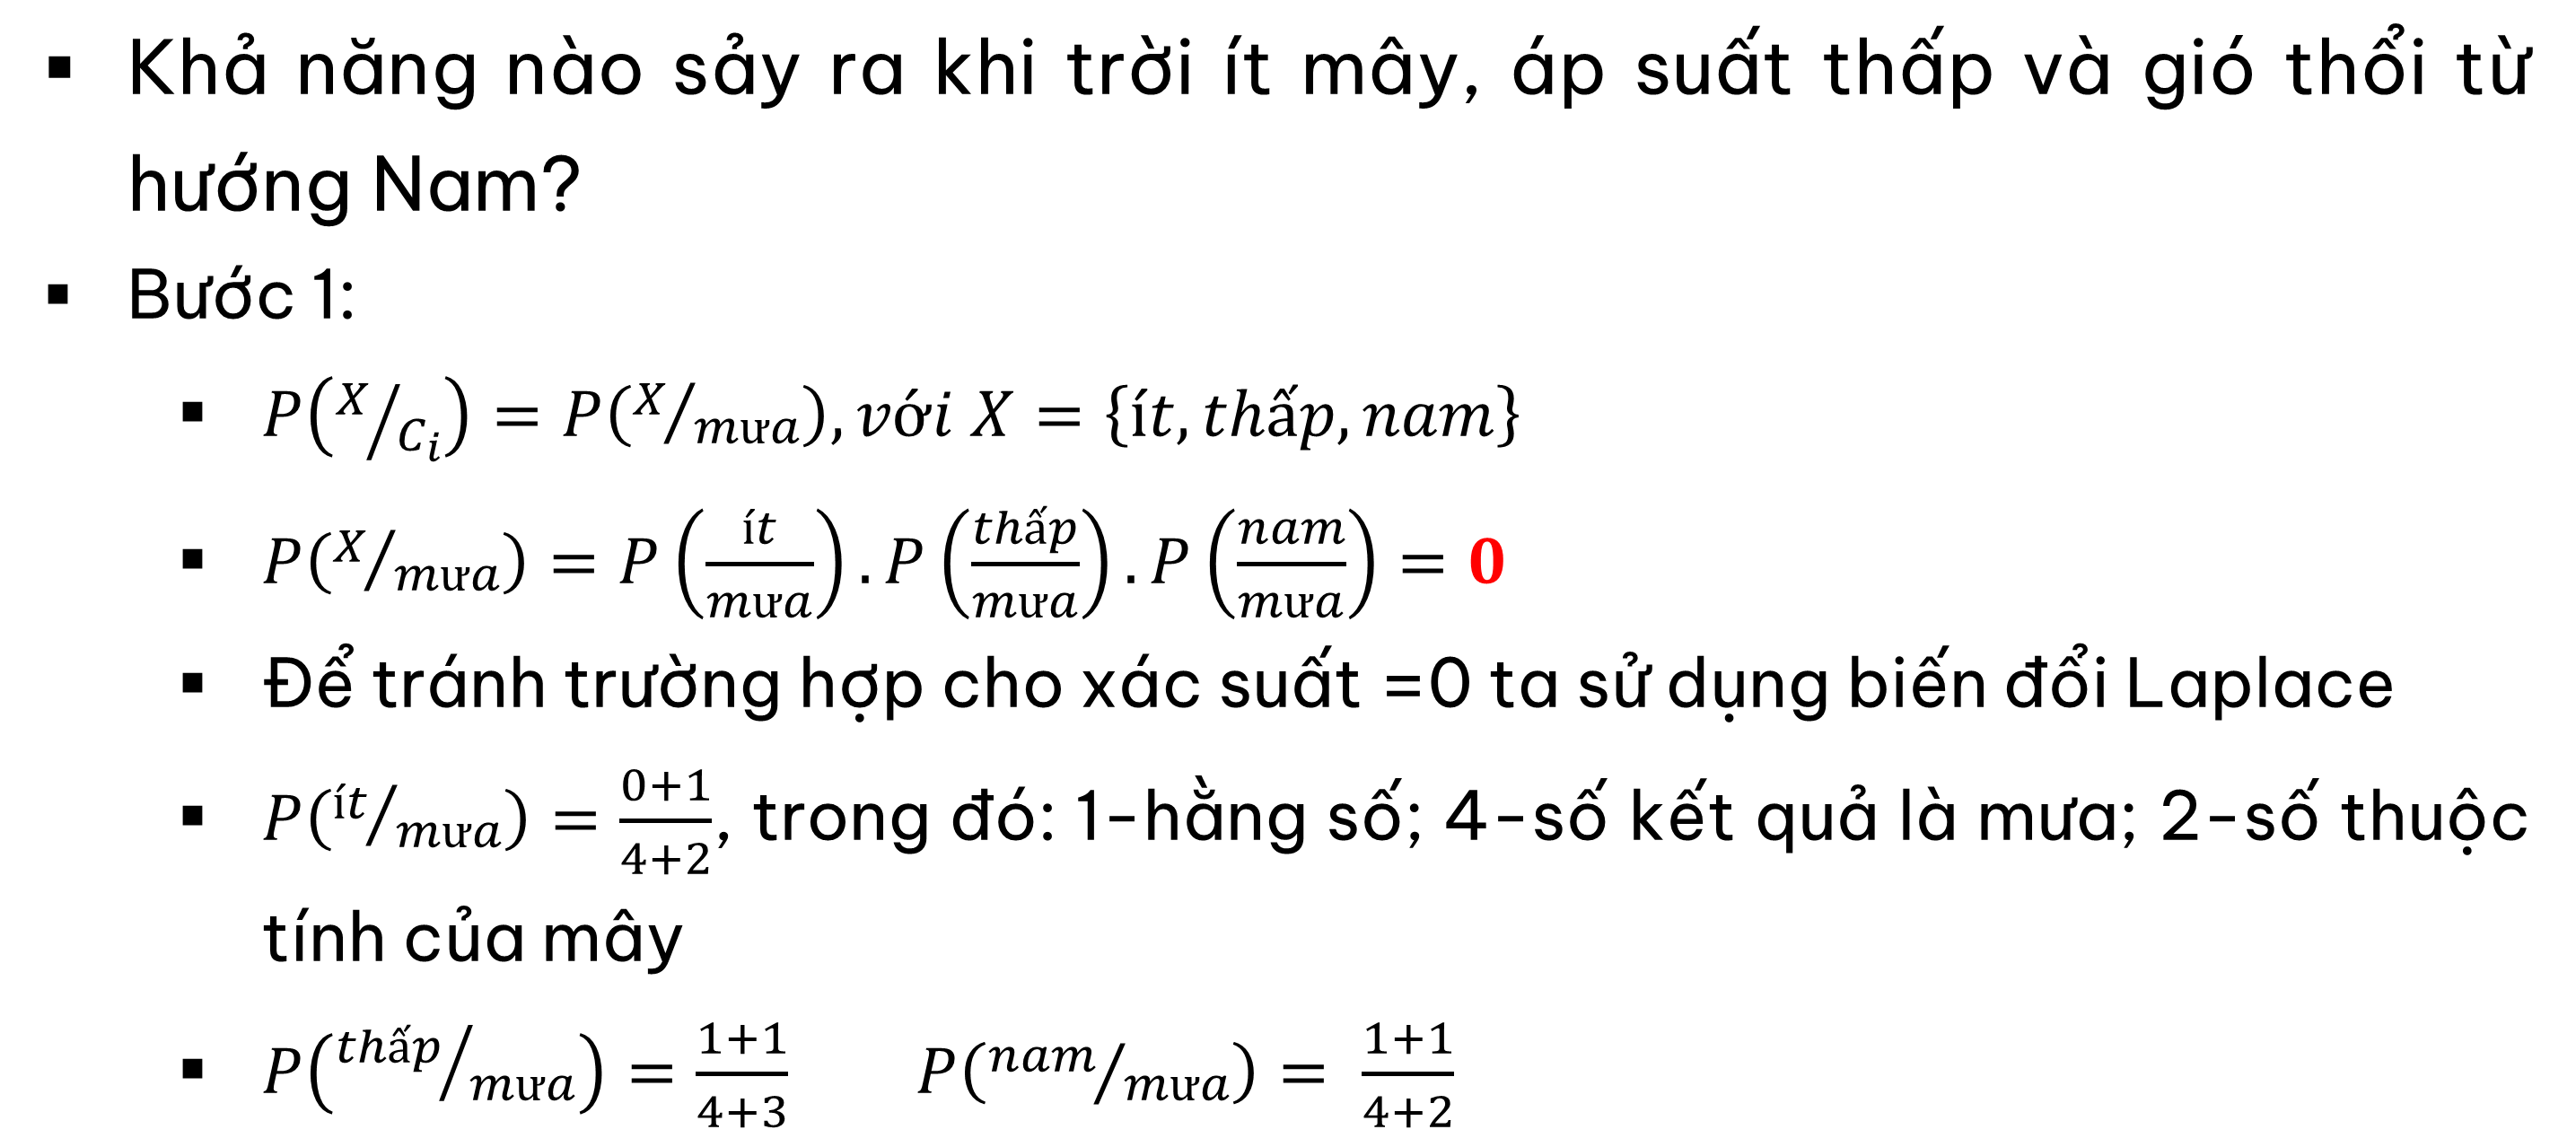 ▪ Khả năng nào sảy ra khi trời ít mây, áp suất thấp và gió thổi từ
hướng Nam?
▪ Bước 1:
▪ P(X/C_i) = P(X/mưa), với X = {ít, thấp, nam}
▪ P(X/mưa) = P(ít/mưa) . P(thấp/mưa) . P(nam/mưa) = 0
▪ Để tránh trường hợp cho xác suất =0 ta sử dụng biến đổi Laplace
▪ P(ít/mưa) = (0+1)/(4+2), trong đó: 1-hằng số; 4-số kết quả là mưa; 2-số thuộc
tính của mây
▪ P(thấp/mưa) = (1+1)/(4+3) P(nam/mưa) = (1+1)/(4+2)